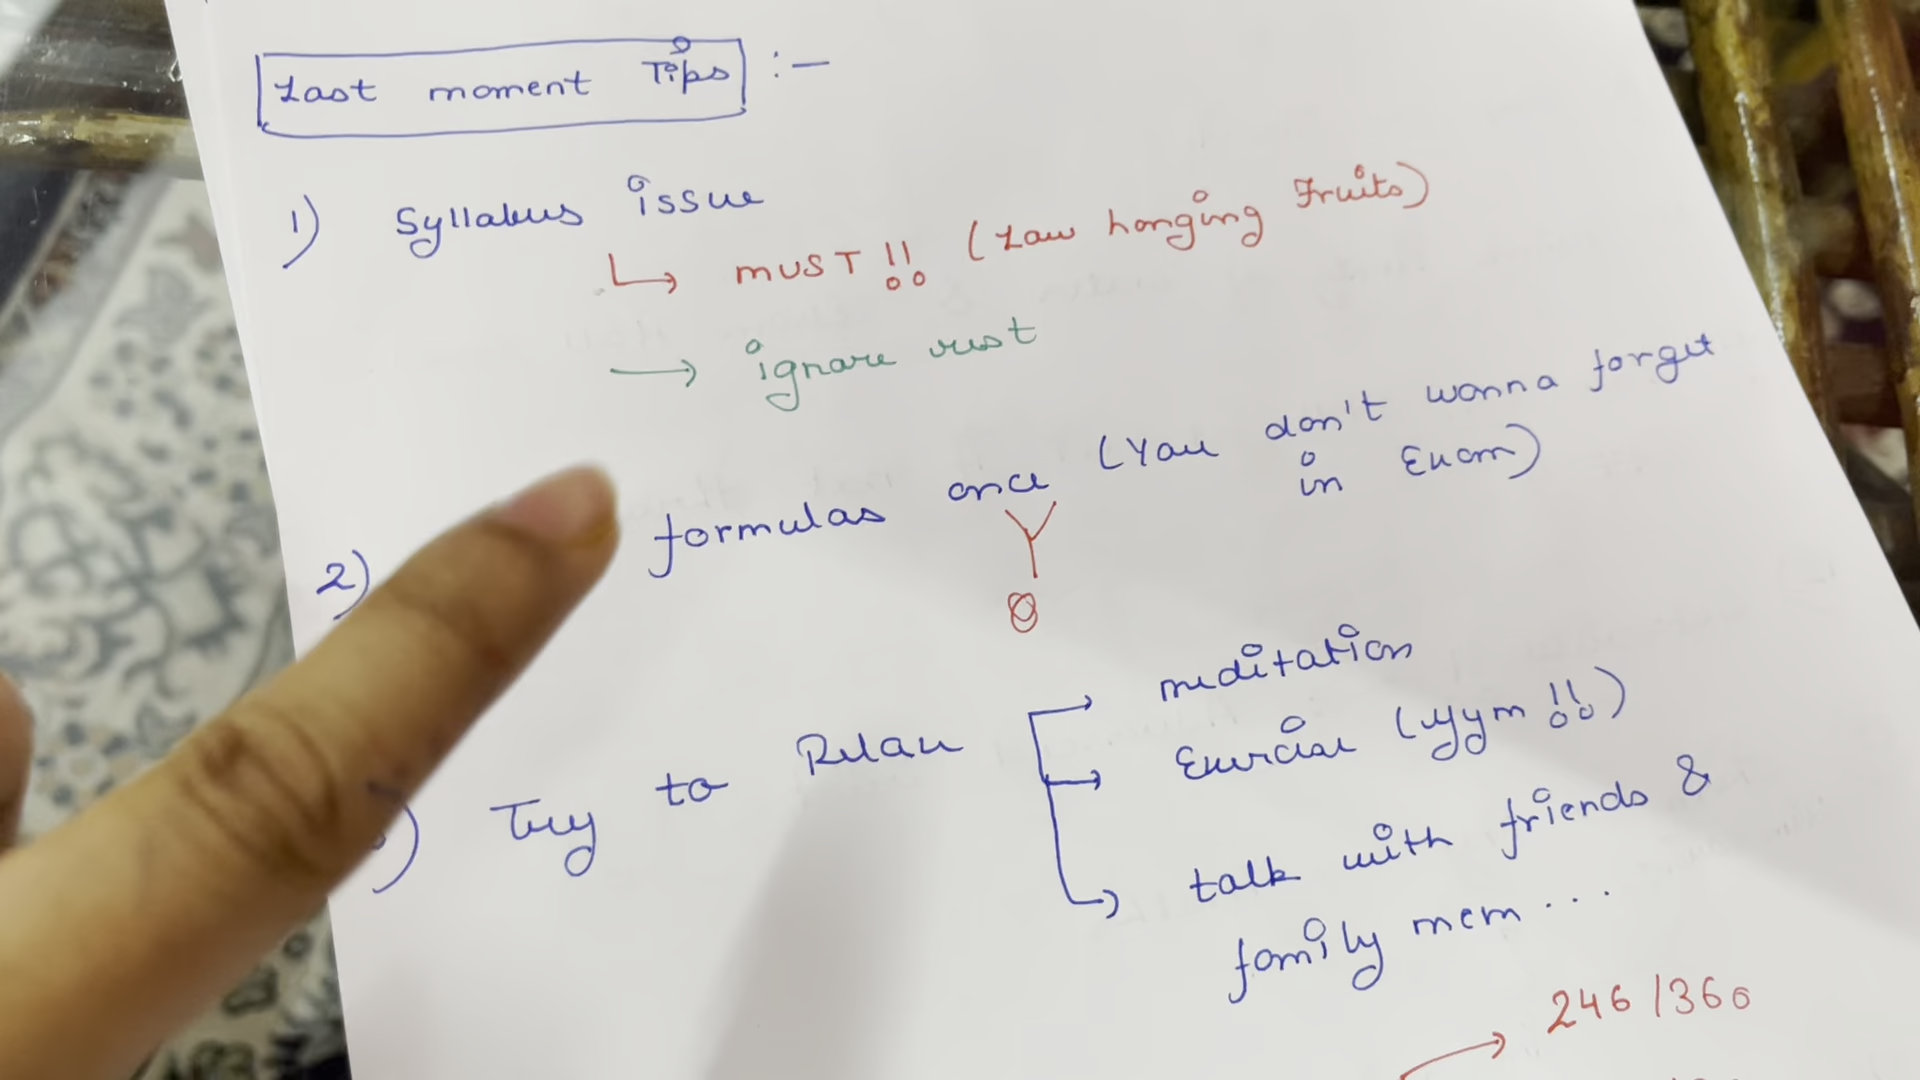 Last moment Tips :-
1) Syllabus issue
↳ MUST!! (Low hanging Fruits)
→ ignore rest
2) formulas once (You don't wanna forget
in Exam)
) Try to Relax
→ meditation
→ Exercise (Gym!!)
→ talk with friends &
family mem...
→ 246/360